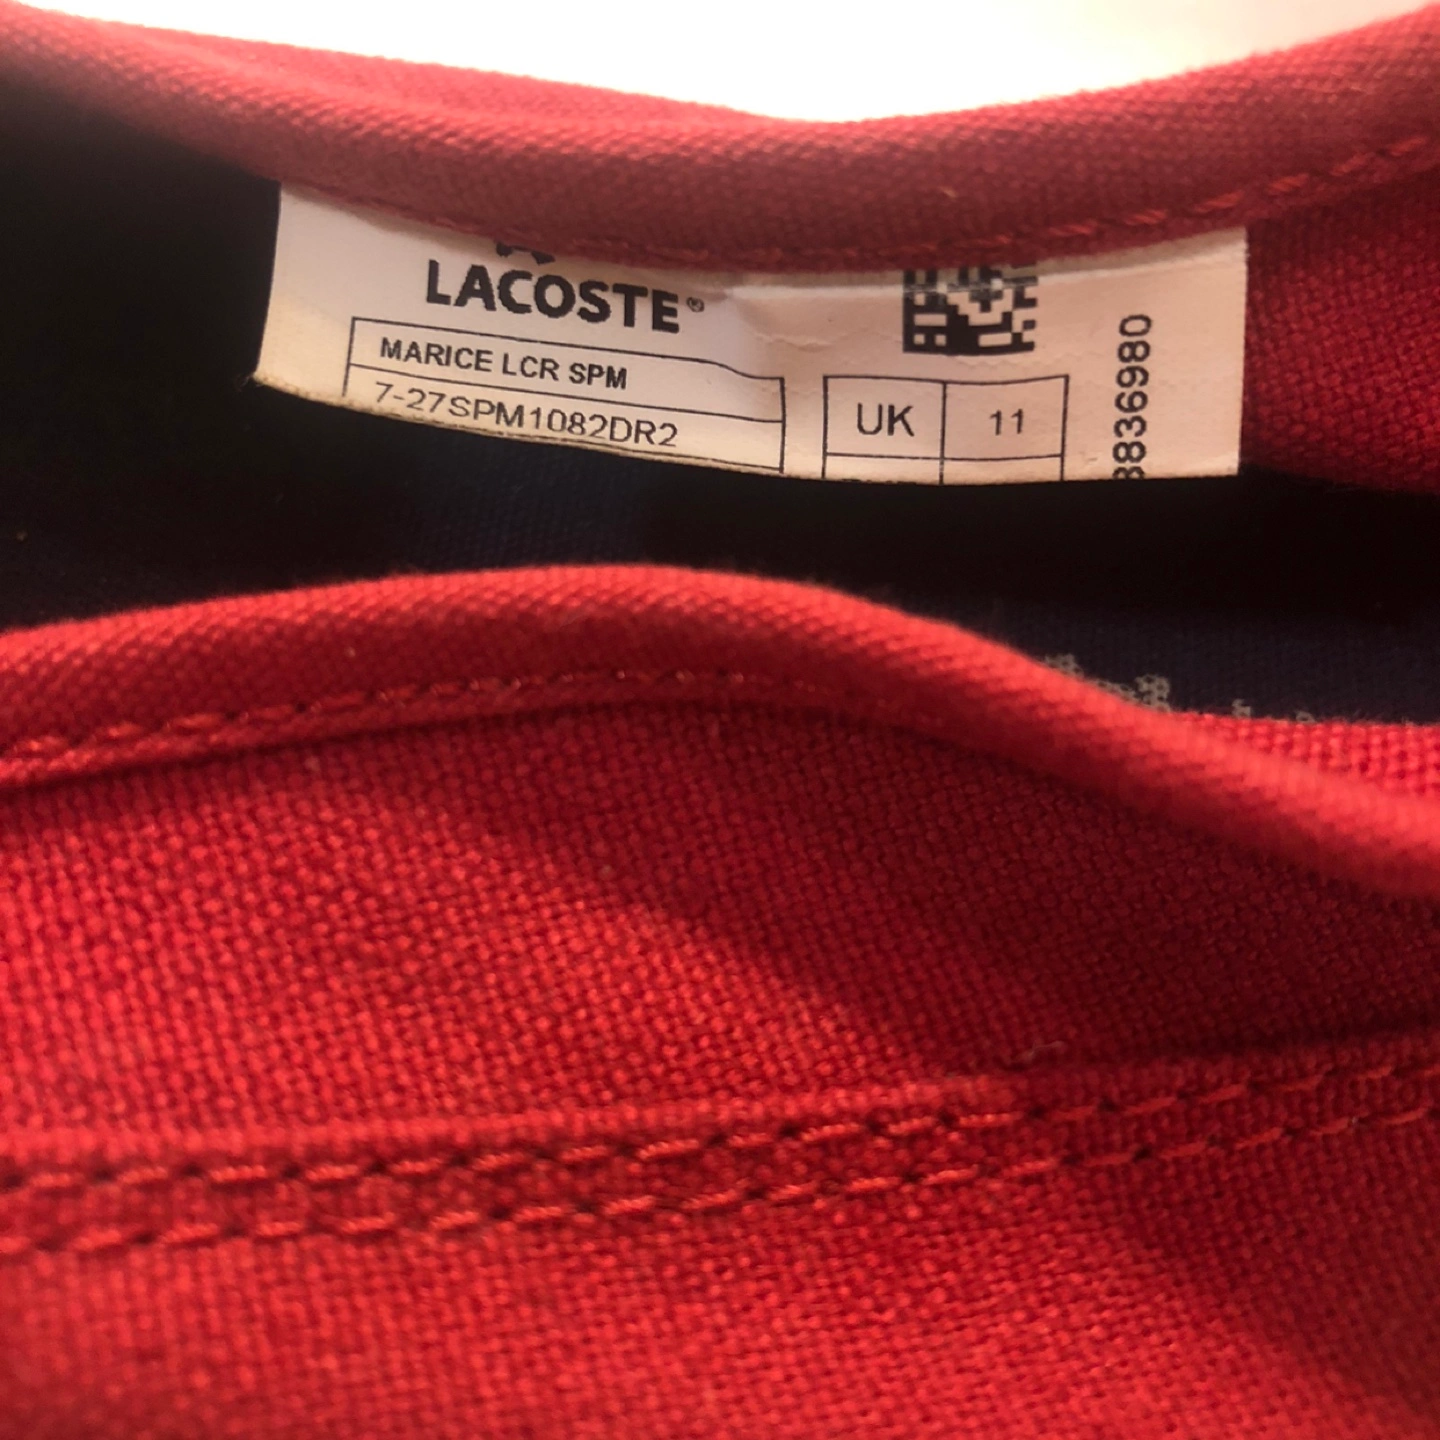 LACOSTE®
MARICE LCR SPM
7-27SPM1082DR2
UK 11
8836980